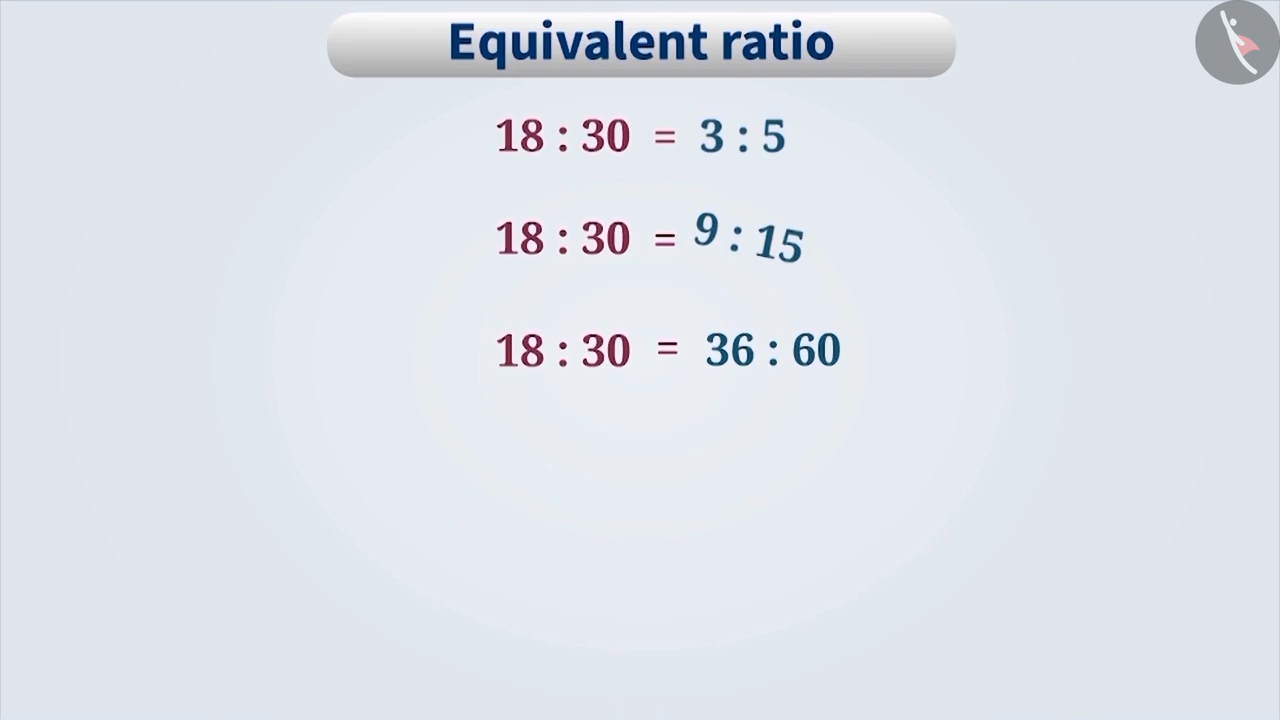 Equivalent ratio
18 : 30 = 3 : 5
18 : 30 = 9 : 15
18 : 30 = 36 : 60